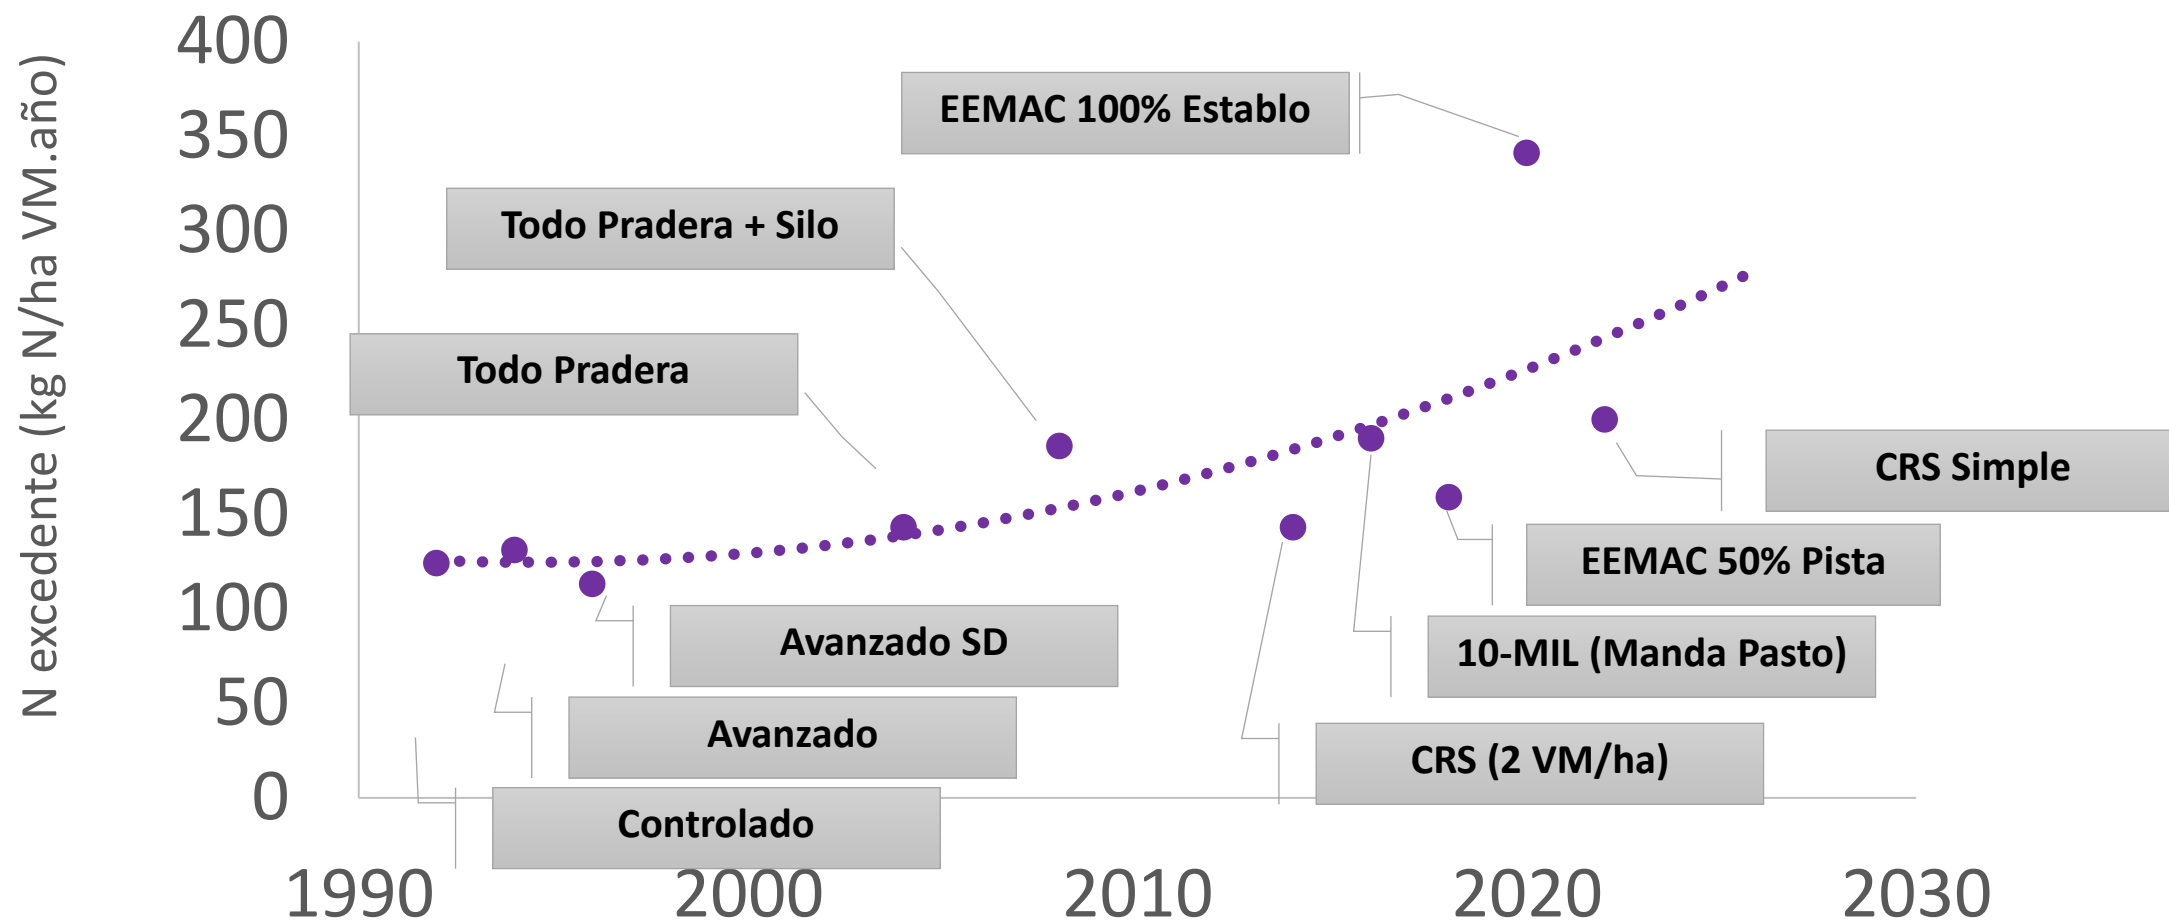 N excedente (kg N/ha VM.año)
400
350
300
250
200
150
100
50
0
EEMAC 100% Establo
Todo Pradera + Silo
Todo Pradera
CRS Simple
EEMAC 50% Pista
Avanzado SD
10-MIL (Manda Pasto)
Avanzado
CRS (2 VM/ha)
Controlado
1990
2000
2010
2020
2030